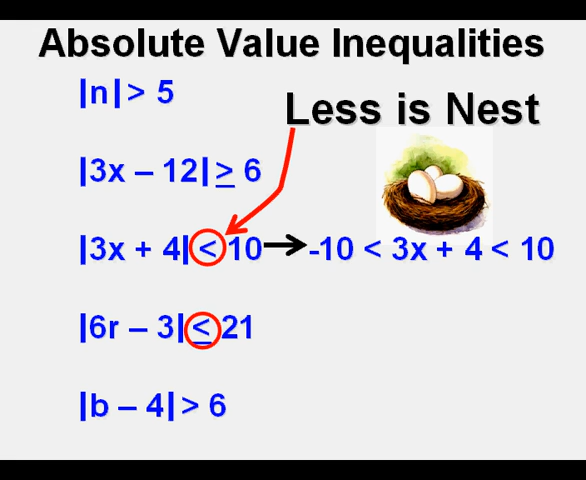 Absolute Value Inequalities
|n| > 5
Less is Nest
|3x – 12| ≥ 6
|3x + 4| < 10 → -10 < 3x + 4 < 10
|6r – 3| ≤ 21
|b – 4| > 6